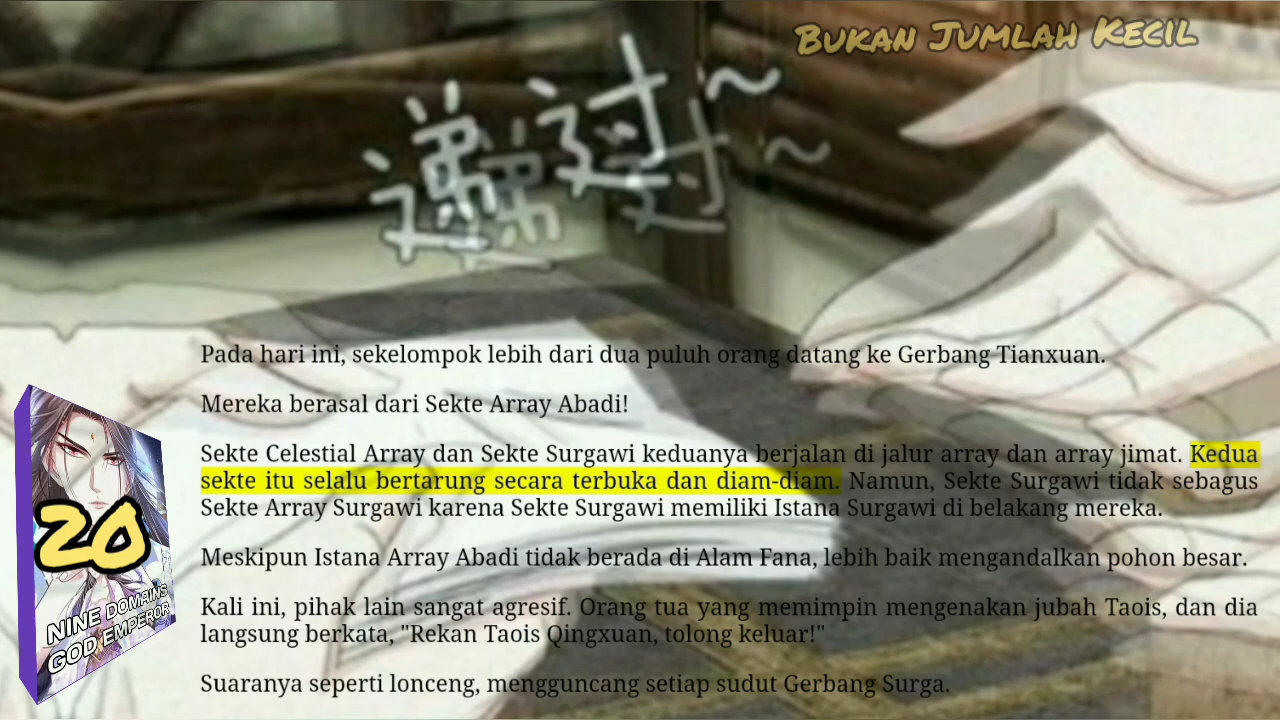 Bukan Jumlah Kecil
递过~
Pada hari ini, sekelompok lebih dari dua puluh orang datang ke Gerbang Tianxuan.
Mereka berasal dari Sekte Array Abadi!
Sekte Celestial Array dan Sekte Surgawi keduanya berjalan di jalur array dan array jimat. Kedua
sekte itu selalu bertarung secara terbuka dan diam-diam. Namun, Sekte Surgawi tidak sebagus
Sekte Array Surgawi karena Sekte Surgawi memiliki Istana Surgawi di belakang mereka.
Meskipun Istana Array Abadi tidak berada di Alam Fana, lebih baik mengandalkan pohon besar.
Kali ini, pihak lain sangat agresif. Orang tua yang memimpin mengenakan jubah Taois, dan dia
langsung berkata, "Rekan Taois Qingxuan, tolong keluar!"
Suaranya seperti lonceng, mengguncang setiap sudut Gerbang Surga.
20
NINE DOMAINS
GOD EMPEROR